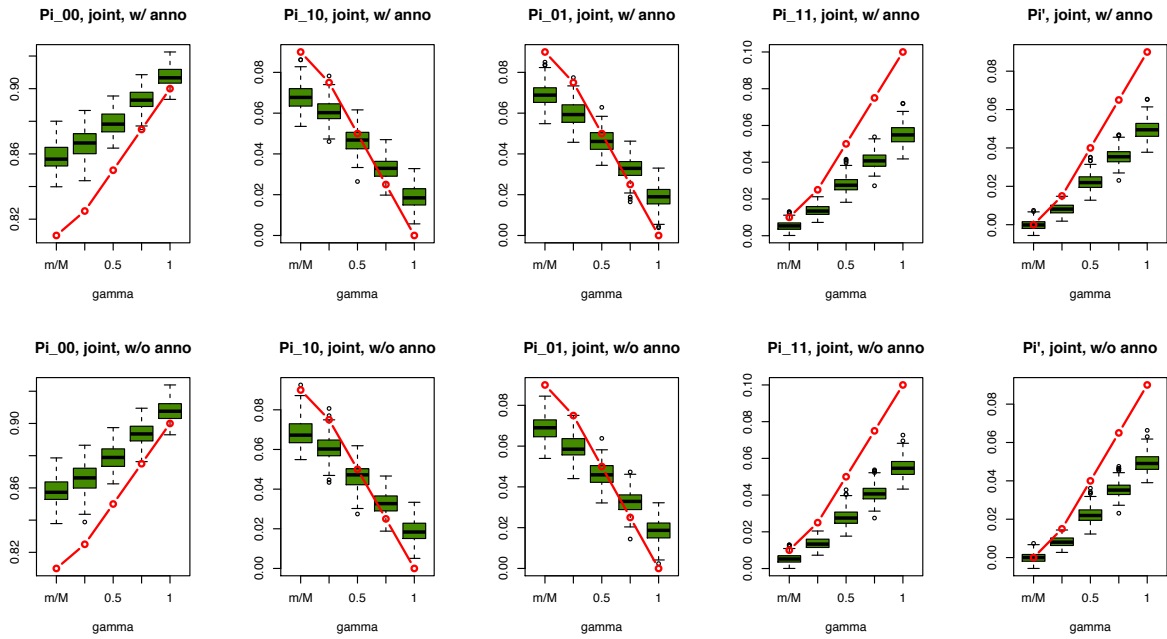 Pi_00, joint, w/ anno
0.82 0.86 0.90
m/M 0.5 1
gamma
Pi_10, joint, w/ anno
0.00 0.02 0.04 0.06 0.08
m/M 0.5 1
gamma
Pi_01, joint, w/ anno
0.00 0.02 0.04 0.06 0.08
m/M 0.5 1
gamma
Pi_11, joint, w/ anno
0.00 0.02 0.04 0.06 0.08 0.10
m/M 0.5 1
gamma
Pi', joint, w/ anno
0.00 0.02 0.04 0.06 0.08
m/M 0.5 1
gamma
Pi_00, joint, w/o anno
0.82 0.86 0.90
m/M 0.5 1
gamma
Pi_10, joint, w/o anno
0.00 0.02 0.04 0.06 0.08
m/M 0.5 1
gamma
Pi_01, joint, w/o anno
0.00 0.02 0.04 0.06 0.08
m/M 0.5 1
gamma
Pi_11, joint, w/o anno
0.00 0.02 0.04 0.06 0.08 0.10
m/M 0.5 1
gamma
Pi', joint, w/o anno
0.00 0.02 0.04 0.06 0.08
m/M 0.5 1
gamma